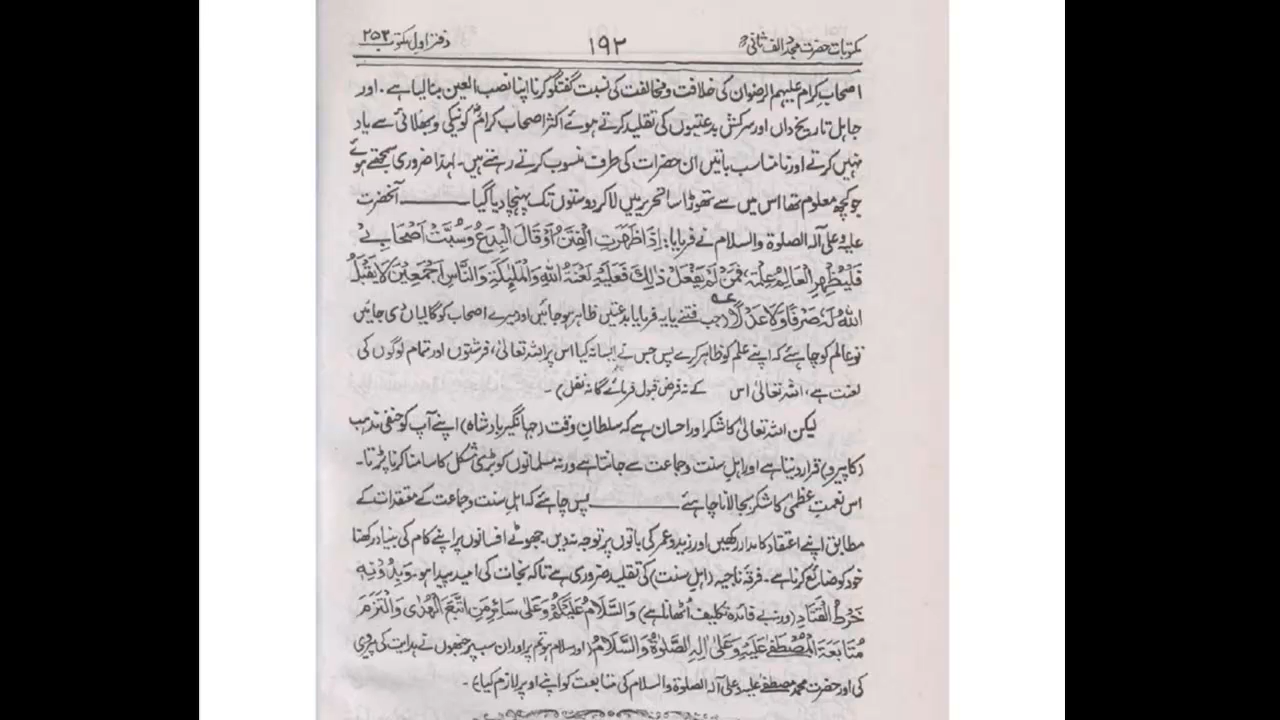 مکتوبات حضرت مجدد الف ثانیؒ ۱۹۲ دفتر اول مکتوب ۲۵۳
اصحاب کرام علیہم الرضوان کی خلافت و مخالفت کی نسبت گفتگو کرنا اپنا نصب العین بنا لیا ہے۔ اور
جاہل تاریخ داں اور سرکش بدعتیوں کی تقلید کرتے ہوئے اکثر اصحاب کرامؓ کو نیکی و بھلائی سے یاد
نہیں کرتے اور نامناسب باتیں ان حضرات کی طرف منسوب کرتے رہتے ہیں۔ لہذا ضروری سمجھتے ہوئے
جو کچھ معلوم تھا اس میں سے تھوڑا سا تحریر میں لا کر دوستوں تک پہنچا دیا گیا ـــــــ آنحضرت
علیہ و علیٰ آلہ الصلوۃ والسلام نے فرمایا: اِذَا ظَهَرَتِ الْفِتَنُ اَوْ قَالَ الْبِدَعُ وَسُبَّتْ اَصْحَابِیْ
فَلْیُظْهِرِ الْعَالِمُ عِلْمَهٗ، فَمَنْ لَمْ یَفْعَلْ ذٰلِكَ فَعَلَیْهِ لَعْنَةُ اللّٰهِ وَالْمَلٰٓئِكَةِ وَالنَّاسِ اَجْمَعِیْنَ لَا یَقْبَلُ
اللّٰهُ لَهٗ صَرْفًا وَّلَا عَدْلًا (جب فتنے یا یہ فرمایا بدعتیں ظاہر ہو جائیں اور میرے اصحاب کو گالیاں دی جائیں
تو عالم کو چاہئے کہ اپنے علم کو ظاہر کرے پس جس نے ایسا نہ کیا اس پر اللہ تعالیٰ، فرشتوں اور تمام لوگوں کی
لعنت ہے، اللہ تعالیٰ اس کے نہ فرض قبول فرمائے گا نہ نفل)۔
لیکن اللہ تعالیٰ کا شکر اور احسان ہے کہ سلطانِ وقت (جہانگیر بادشاہ) اپنے آپ کو حنفی مذہب
(کا پیرو) قرار دیتا ہے اور اہلِ سنت و جماعت سے جانتا ہے ورنہ مسلمانوں کو بڑی مشکل کا سامنا کرنا پڑتا۔
اس نعمتِ عظمیٰ کا شکر بجا لانا چاہئے ـــــــ پس چاہئے کہ اہلِ سنت و جماعت کے معتقدات کے
مطابق اپنے اعتقاد کا مدار رکھیں اور زید و عمر کی باتوں پر توجہ نہ دیں۔ جھوٹے افسانوں پر اپنے کام کی بنیاد رکھنا
خود کو ضائع کرنا ہے۔ فرقۂ ناجیہ (اہلِ سنت) کی تقلید ضروری ہے تاکہ نجات کی امید پیدا ہو۔ وَبِدُوْنِهٖ
خَرْطُ الْقَتَادِ (ورنہ بے فائدہ تکلیف اُٹھانا ہے) وَالسَّلَامُ عَلَیْكُمْ وَعَلٰی سَائِرِ مَنِ اتَّبَعَ الْهُدٰی وَالْتَزَمَ
مُتَابَعَةَ الْمُصْطَفٰی عَلَیْهِ وَعَلٰی اٰلِهِ الصَّلٰوةُ وَالسَّلَامُ (اور سلام ہو تم پر اور ان سب پر جنھوں نے ہدایت کی پیروی
کی اور حضرت محمد مصطفےٰ علیہ و علیٰ آلہ الصلوۃ والسلام کی متابعت کو اپنے اوپر لازم کیا)۔